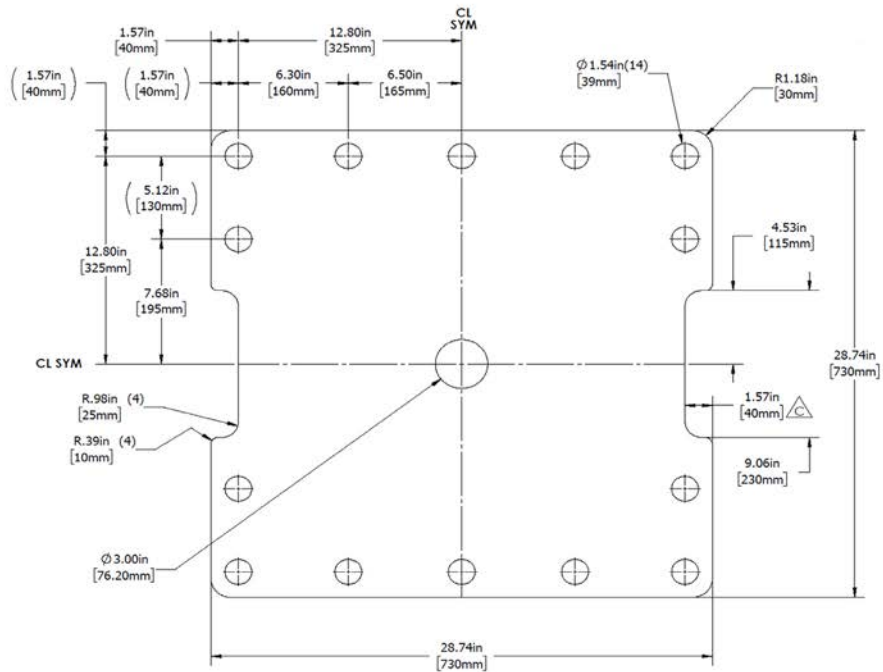 CL
SYM
1.57in
[40mm]
12.80in
[325mm]
( 1.57in
[40mm] )
( 1.57in
[40mm] )
6.30in
[160mm]
6.50in
[165mm]
Ø1.54in(14)
[39mm]
R1.18in
[30mm]
( 5.12in
[130mm] )
4.53in
[115mm]
12.80in
[325mm]
7.68in
[195mm]
CL SYM
28.74in
[730mm]
R.98in (4)
[25mm]
1.57in
[40mm] C
R.39in (4)
[10mm]
9.06in
[230mm]
Ø3.00in
[76.20mm]
28.74in
[730mm]